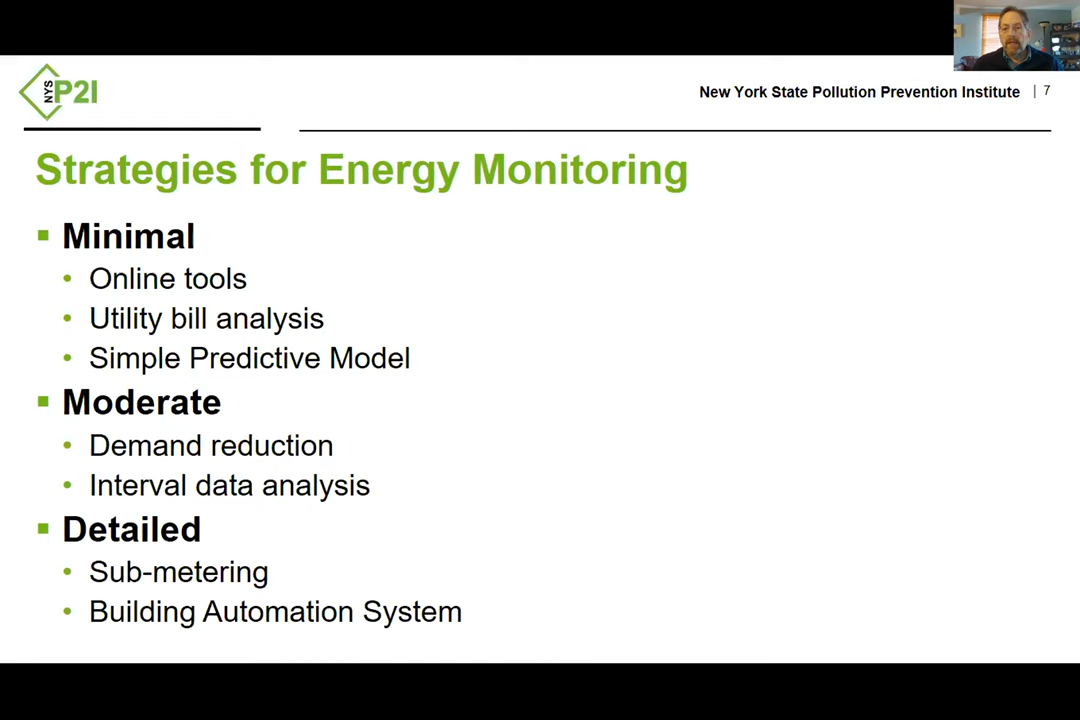 NYS P2I
New York State Pollution Prevention Institute | 7
Strategies for Energy Monitoring
Minimal
Online tools
Utility bill analysis
Simple Predictive Model
Moderate
Demand reduction
Interval data analysis
Detailed
Sub-metering
Building Automation System